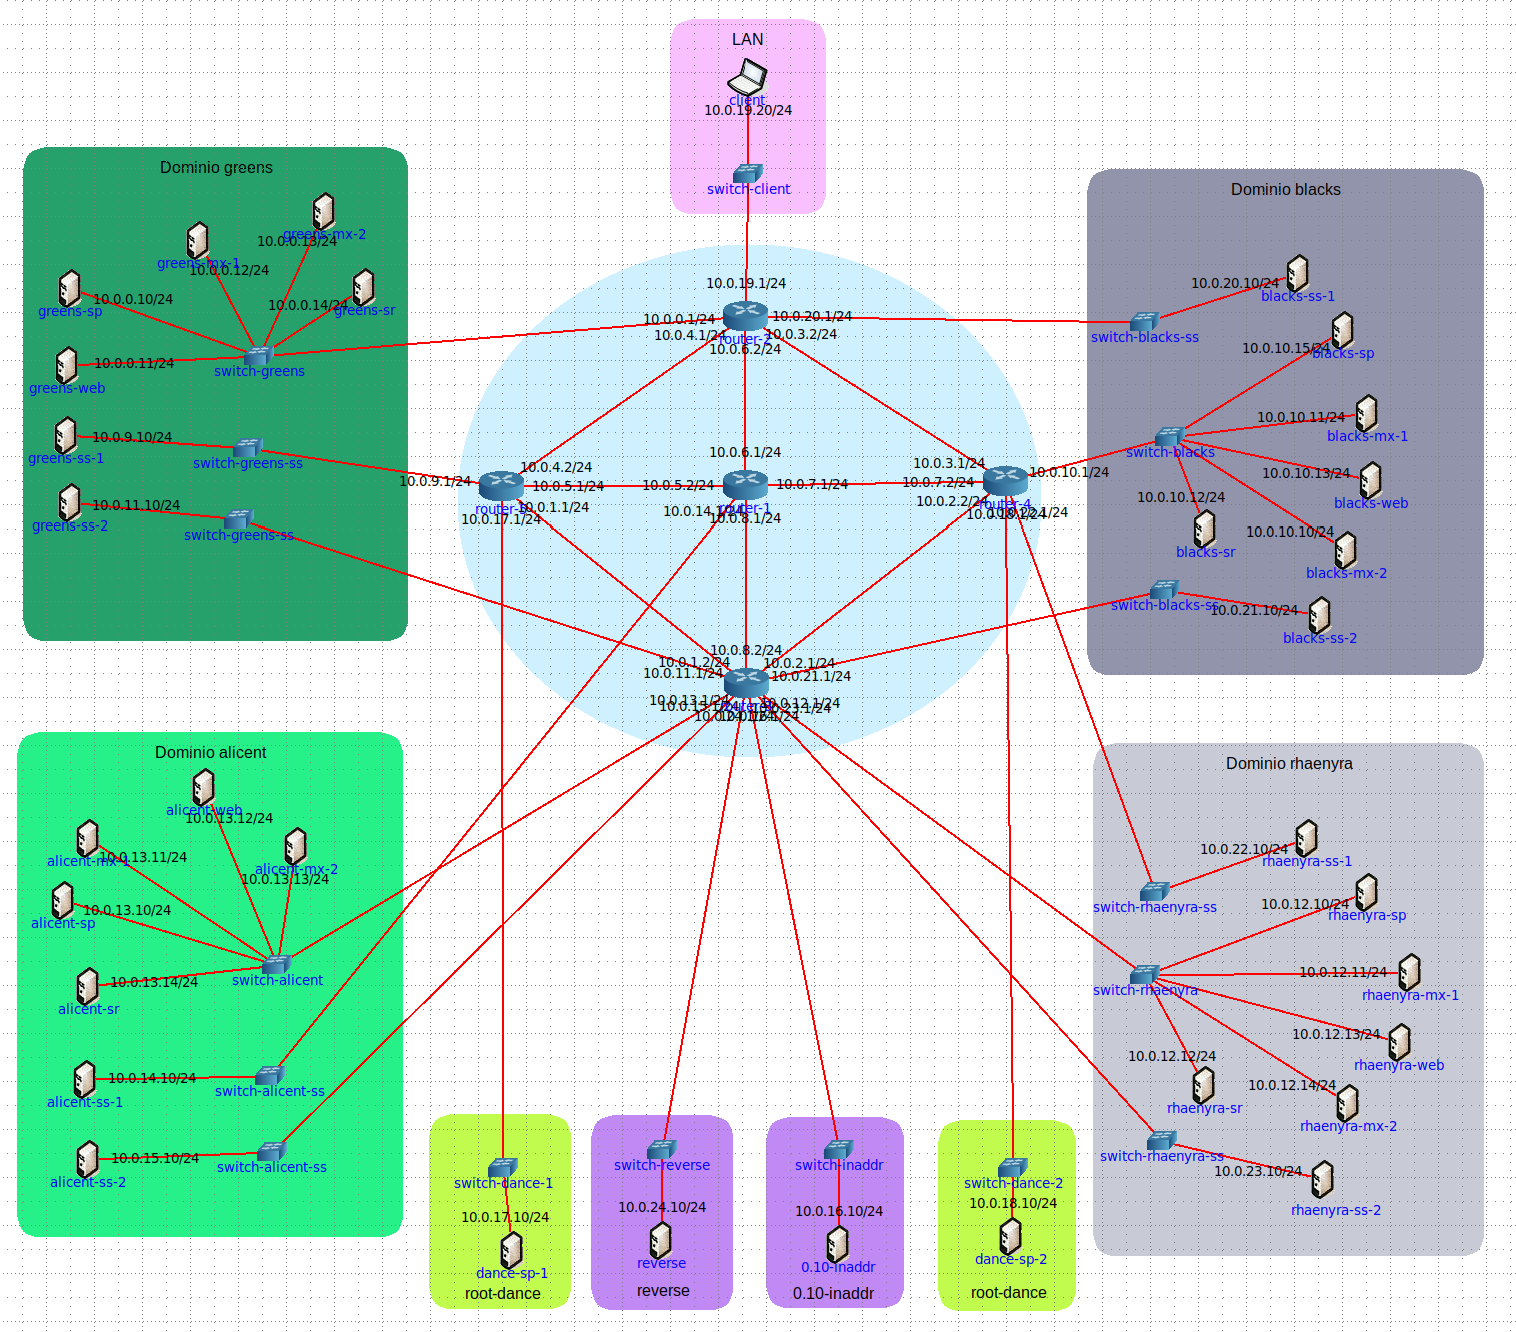 LAN
client
10.0.19.20/24
switch-client
Dominio greens
greens-mx-2
10.0.0.13/24
greens-mx-1
10.0.0.12/24
greens-sp
10.0.0.10/24
greens-sr
10.0.0.14/24
greens-web
10.0.0.11/24
switch-greens
greens-ss-1
10.0.9.10/24
switch-greens-ss
greens-ss-2
10.0.11.10/24
switch-greens-ss
Dominio blacks
blacks-ss-1
10.0.20.10/24
switch-blacks-ss
blacks-sp
10.0.10.15/24
blacks-mx-1
10.0.10.11/24
switch-blacks
blacks-web
10.0.10.13/24
blacks-sr
10.0.10.12/24
blacks-mx-2
10.0.10.10/24
switch-blacks-ss
blacks-ss-2
10.0.21.10/24
10.0.19.1/24
10.0.0.1/24
10.0.20.1/24
10.0.4.1/24
10.0.3.2/24
router-2
10.0.6.2/24
10.0.9.1/24
10.0.4.2/24
10.0.5.1/24
10.0.1.1/24
10.0.17.1/24
10.0.6.1/24
10.0.5.2/24
10.0.7.1/24
router-1
10.0.8.1/24
10.0.3.1/24
10.0.7.2/24
10.0.10.1/24
10.0.2.2/24
router-4
10.0.8.2/24
10.0.1.2/24
10.0.2.1/24
10.0.11.1/24
10.0.21.1/24
10.0.13.1/24
10.0.12.1/24
10.0.23.1/24
Dominio alicent
alicent-web
10.0.13.12/24
alicent-mx-1
10.0.13.11/24
alicent-mx-2
10.0.13.13/24
alicent-sp
10.0.13.10/24
alicent-sr
10.0.13.14/24
switch-alicent
alicent-ss-1
10.0.14.10/24
switch-alicent-ss
alicent-ss-2
10.0.15.10/24
switch-alicent-ss
Dominio rhaenyra
rhaenyra-ss-1
10.0.22.10/24
switch-rhaenyra-ss
rhaenyra-sp
10.0.12.10/24
rhaenyra-mx-1
10.0.12.11/24
switch-rhaenyra
rhaenyra-web
10.0.12.13/24
rhaenyra-sr
10.0.12.12/24
rhaenyra-mx-2
10.0.12.14/24
switch-rhaenyra-ss
rhaenyra-ss-2
10.0.23.10/24
switch-dance-1
10.0.17.10/24
dance-sp-1
root-dance
switch-reverse
10.0.24.10/24
reverse
reverse
switch-inaddr
10.0.16.10/24
0.10-inaddr
0.10-inaddr
switch-dance-2
10.0.18.10/24
dance-sp-2
root-dance